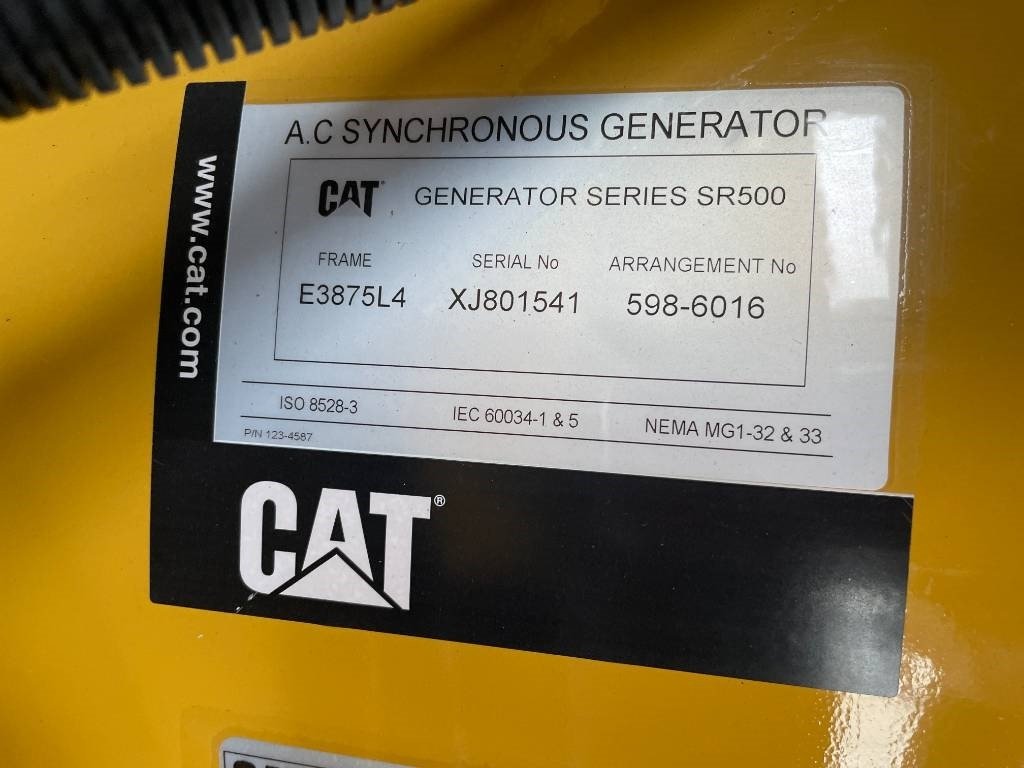 A.C SYNCHRONOUS GENERATOR
CAT GENERATOR SERIES SR500
FRAME SERIAL No ARRANGEMENT No
E3875L4 XJ801541 598-6016
ISO 8528-3 IEC 60034-1 & 5 NEMA MG1-32 & 33
P/N 123-4587
www.cat.com
CAT®